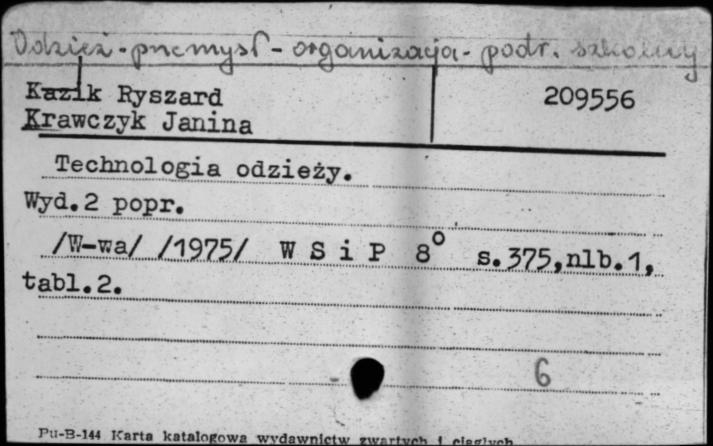 Odzież - przemysł - organizacja - podr. szkolny
Kazik Ryszard 209556
Krawczyk Janina
Technologia odzieży.
Wyd.2 popr.
/W-wa/ /1975/ W S i P 8° s.375,nlb.1,
tabl.2.
6
Pu-B-144 Karta katalogowa wydawnictw zwartych i ciągłych